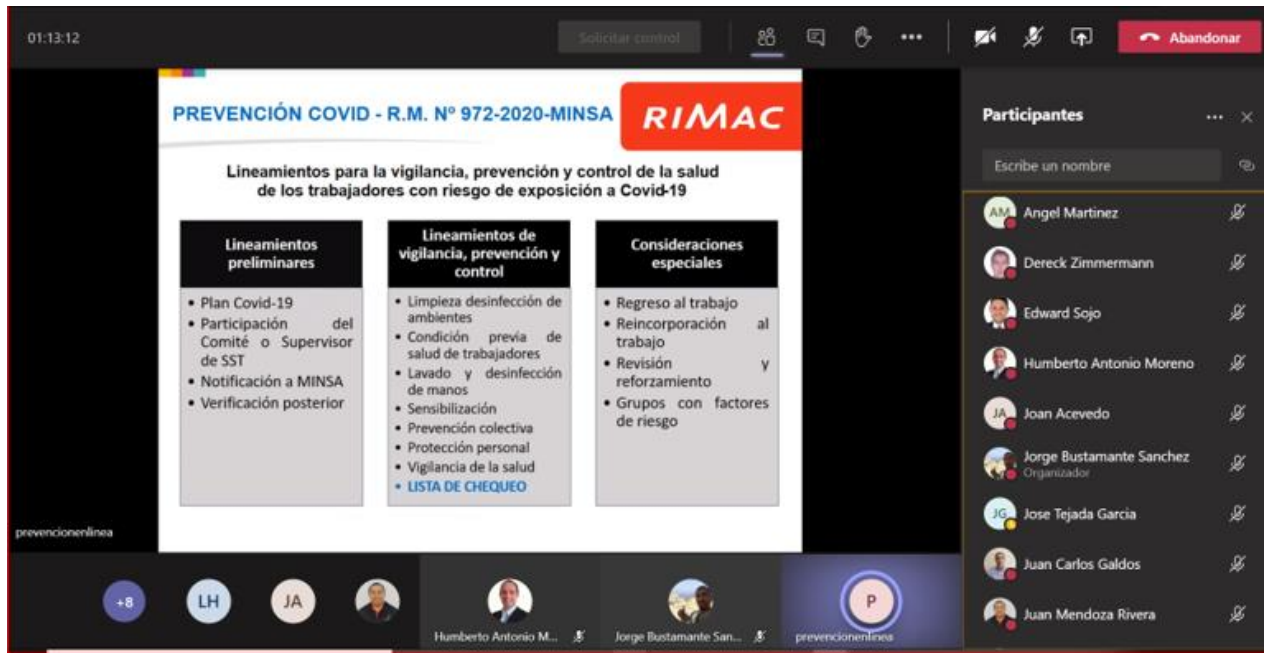 01:13:12
Solicitar control
Abandonar
PREVENCIÓN COVID - R.M. Nº 972-2020-MINSA
RIMAC
Lineamientos para la vigilancia, prevención y control de la salud
de los trabajadores con riesgo de exposición a Covid-19
Lineamientos
preliminares
• Plan Covid-19
• Participación del
Comité o Supervisor
de SST
• Notificación a MINSA
• Verificación posterior
Lineamientos de
vigilancia, prevención y
control
• Limpieza desinfección de
ambientes
• Condición previa de
salud de trabajadores
• Lavado y desinfección
de manos
• Sensibilización
• Prevención colectiva
• Protección personal
• Vigilancia de la salud
• LISTA DE CHEQUEO
Consideraciones
especiales
• Regreso al trabajo
• Reincorporación al
trabajo
• Revisión y
reforzamiento
• Grupos con factores
de riesgo
prevencionenlinea
+8
LH
JA
Humberto Antonio M...
Jorge Bustamante San...
P
prevencionenlinea
Participantes
Escribe un nombre
AM Angel Martinez
Dereck Zimmermann
Edward Sojo
Humberto Antonio Moreno
JA Joan Acevedo
Jorge Bustamante Sanchez
Organizador
JG Jose Tejada Garcia
Juan Carlos Galdos
Juan Mendoza Rivera